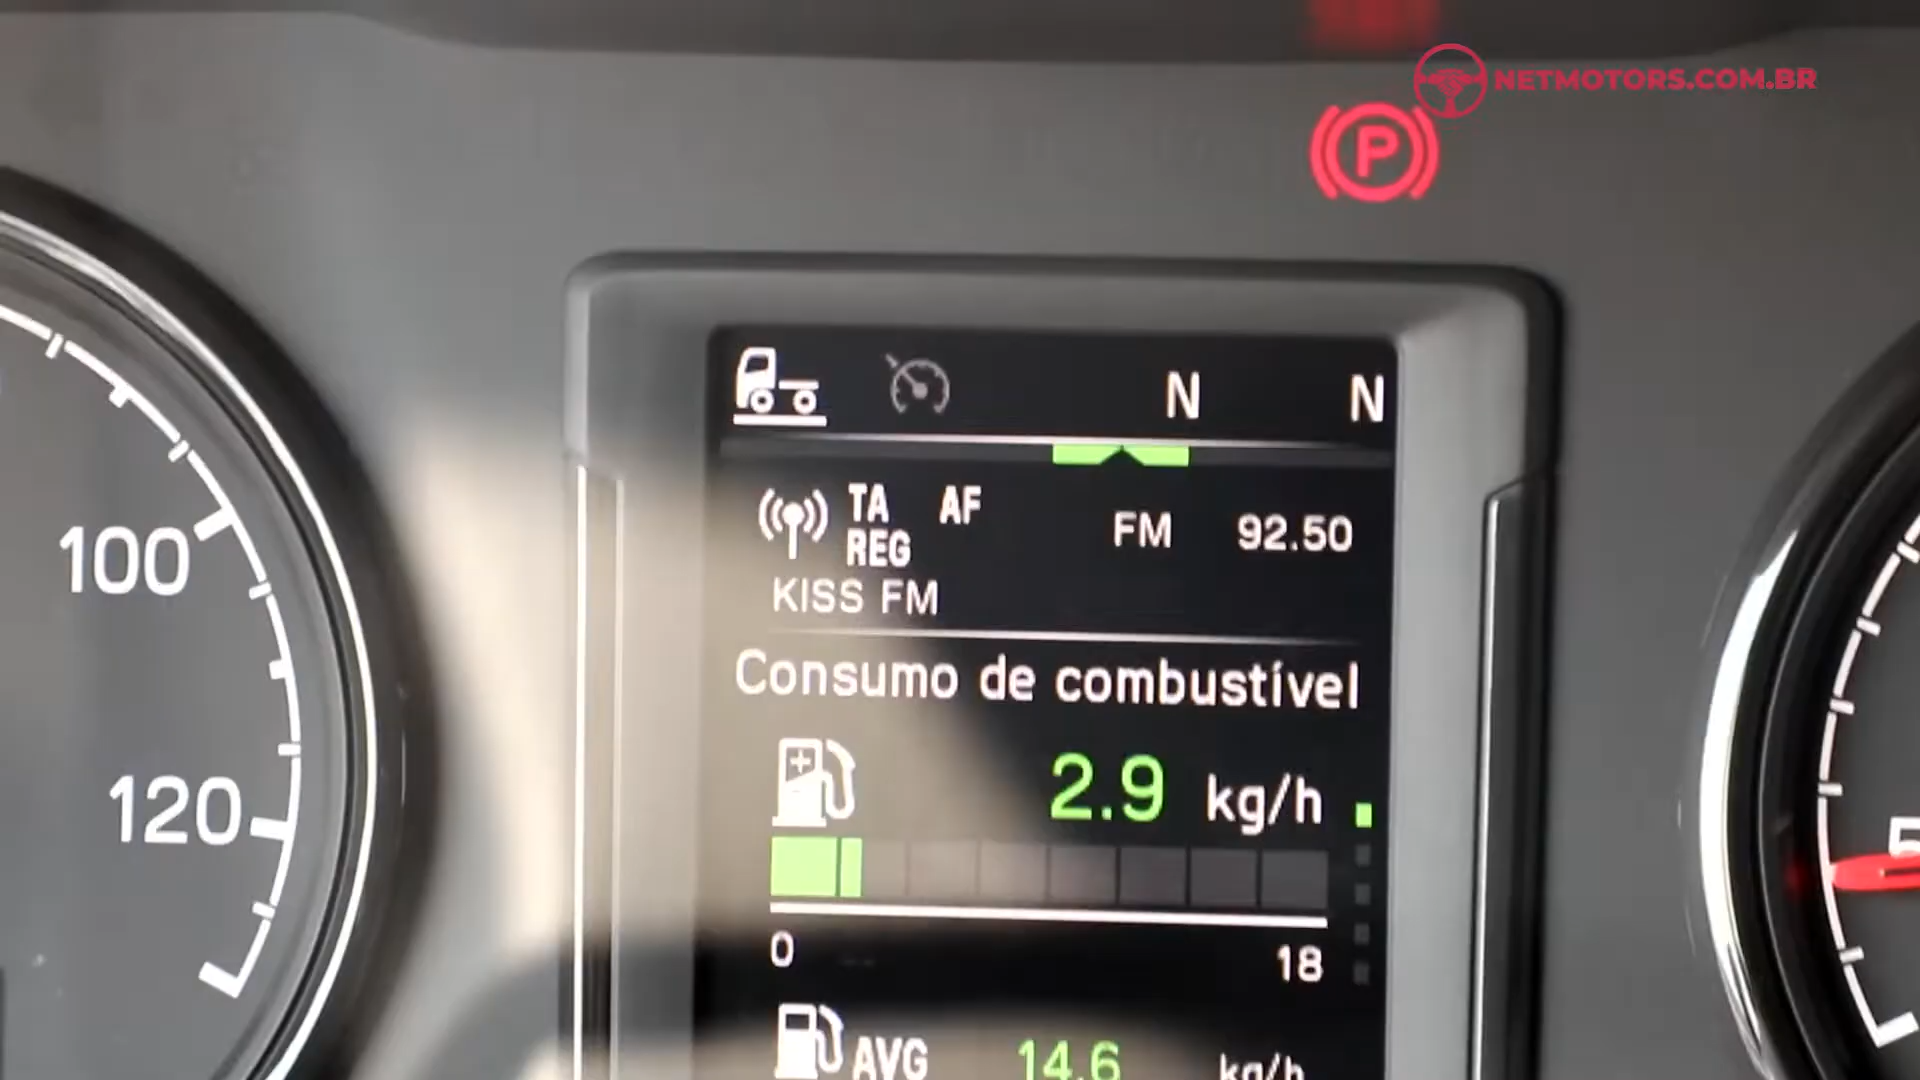 NETMOTORS.COM.BR
P
N N
TA AF
REG
FM 92.50
KISS FM
Consumo de combustível
2.9 kg/h
0 18
AVG 14.6 kg/h
100
120
5